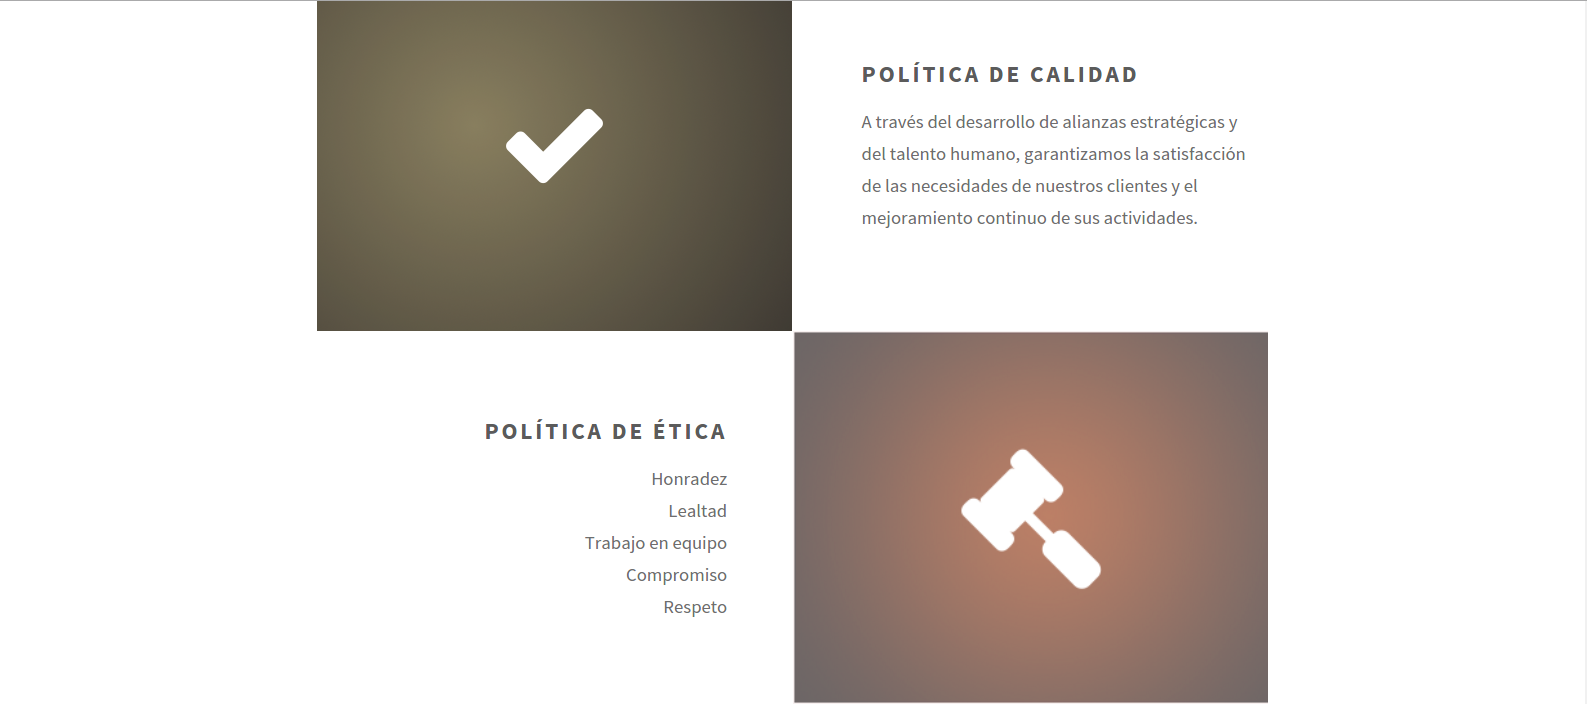 POLÍTICA DE CALIDAD
A través del desarrollo de alianzas estratégicas y
del talento humano, garantizamos la satisfacción
de las necesidades de nuestros clientes y el
mejoramiento continuo de sus actividades.
POLÍTICA DE ÉTICA
Honradez
Lealtad
Trabajo en equipo
Compromiso
Respeto